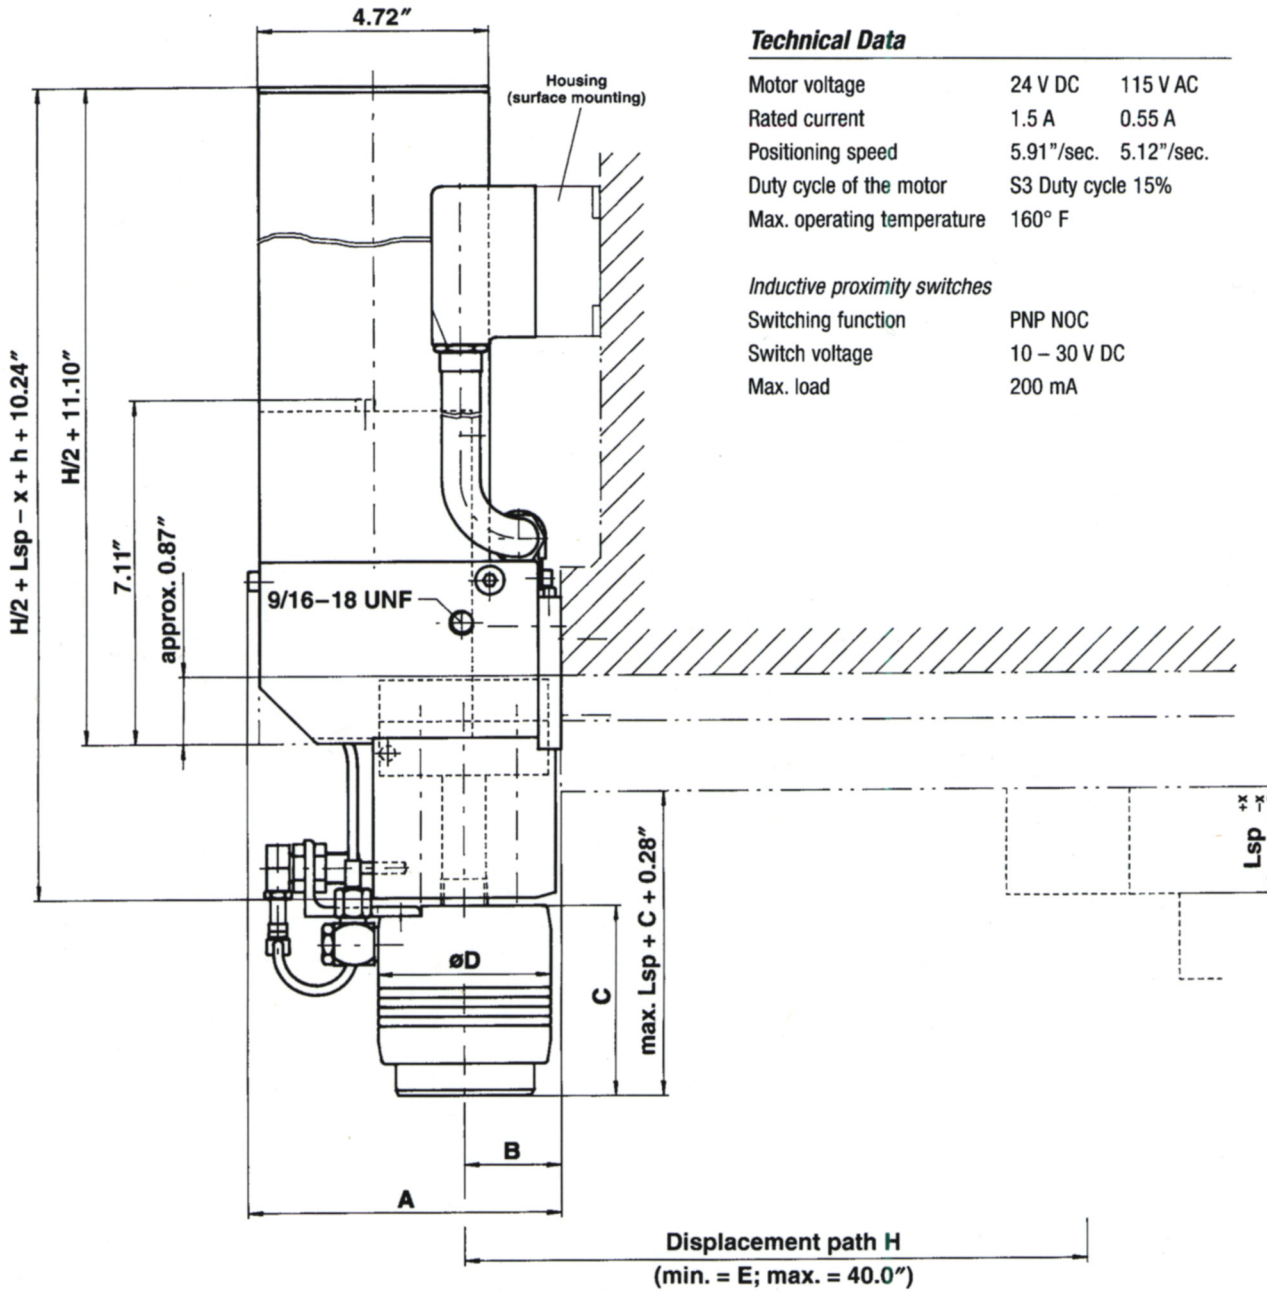 4.72″
Technical Data
Housing
(surface mounting)
Motor voltage 24 V DC 115 V AC
Rated current 1.5 A 0.55 A
Positioning speed 5.91”/sec. 5.12”/sec.
Duty cycle of the motor S3 Duty cycle 15%
Max. operating temperature 160° F
Inductive proximity switches
Switching function PNP NOC
Switch voltage 10 – 30 V DC
Max. load 200 mA
H/2 + Lsp – x + h + 10.24″
H/2 + 11.10″
7.11″
approx. 0.87″
9/16–18 UNF
max. Lsp + C + 0.28″
Lsp +x –x
øD
C
B
A
Displacement path H
(min. = E; max. = 40.0″)